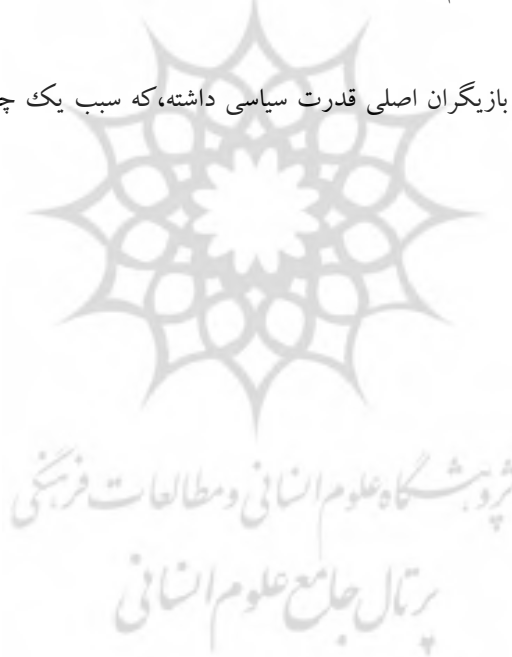 بازیگران اصلی قدرت سیاسی داشته،که سبب یک
پژوهشگاه علوم انسانی و مطالعات فرهنگی
پرتال جامع علوم انسانی